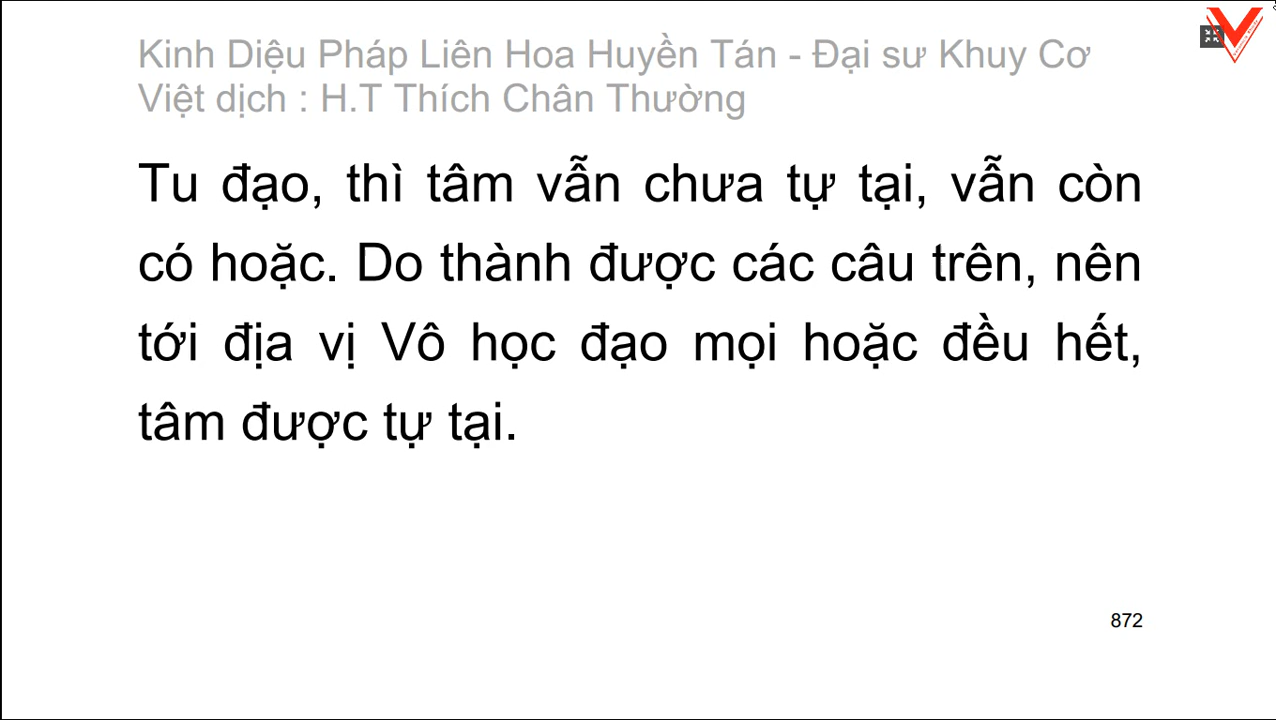 Kinh Diệu Pháp Liên Hoa Huyền Tán - Đại sư Khuy Cơ
Việt dịch : H.T Thích Chân Thường
Tu đạo, thì tâm vẫn chưa tự tại, vẫn còn
có hoặc. Do thành được các câu trên, nên
tới địa vị Vô học đạo mọi hoặc đều hết,
tâm được tự tại.
872